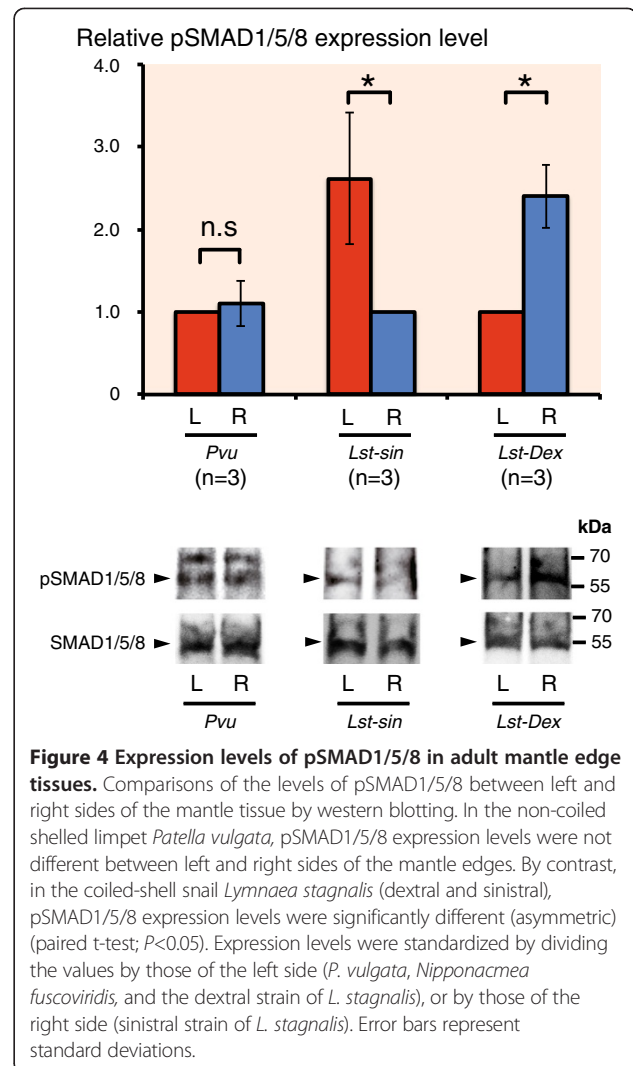 Relative pSMAD1/5/8 expression level
4.0
3.0
2.0
1.0
0
n.s
*
*
L R L R L R
Pvu Lst-sin Lst-Dex
(n=3) (n=3) (n=3)
kDa
pSMAD1/5/8
70
55
SMAD1/5/8
70
55
L R L R L R
Pvu Lst-sin Lst-Dex
Figure 4 Expression levels of pSMAD1/5/8 in adult mantle edge
tissues. Comparisons of the levels of pSMAD1/5/8 between left and
right sides of the mantle tissue by western blotting. In the non-coiled
shelled limpet Patella vulgata, pSMAD1/5/8 expression levels were not
different between left and right sides of the mantle edges. By contrast,
in the coiled-shell snail Lymnaea stagnalis (dextral and sinistral),
pSMAD1/5/8 expression levels were significantly different (asymmetric)
(paired t-test; P<0.05). Expression levels were standardized by dividing
the values by those of the left side (P. vulgata, Nipponacmea
fuscoviridis, and the dextral strain of L. stagnalis), or by those of the
right side (sinistral strain of L. stagnalis). Error bars represent
standard deviations.